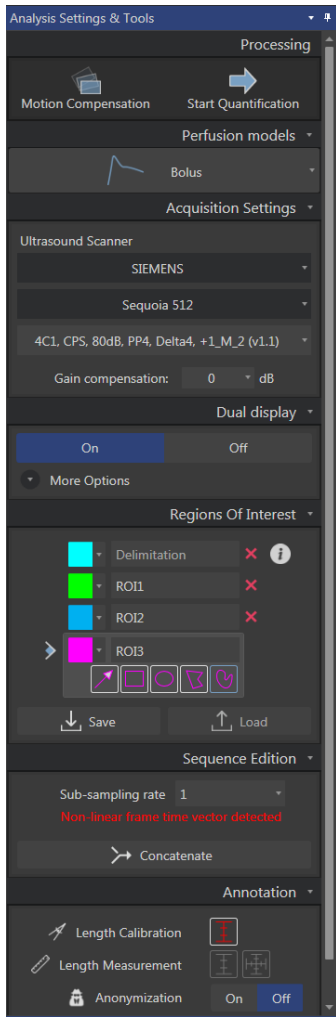 Analysis Settings & Tools
Processing
Motion Compensation
Start Quantification
Perfusion models
Bolus
Acquisition Settings
Ultrasound Scanner
SIEMENS
Sequoia 512
4C1, CPS, 80dB, PP4, Delta4, +1_M_2 (v1.1)
Gain compensation: 0 dB
Dual display
On Off
More Options
Regions Of Interest
Delimitation
ROI1
ROI2
ROI3
Save Load
Sequence Edition
Sub-sampling rate 1
Non-linear frame time vector detected
Concatenate
Annotation
Length Calibration
Length Measurement
Anonymization On Off